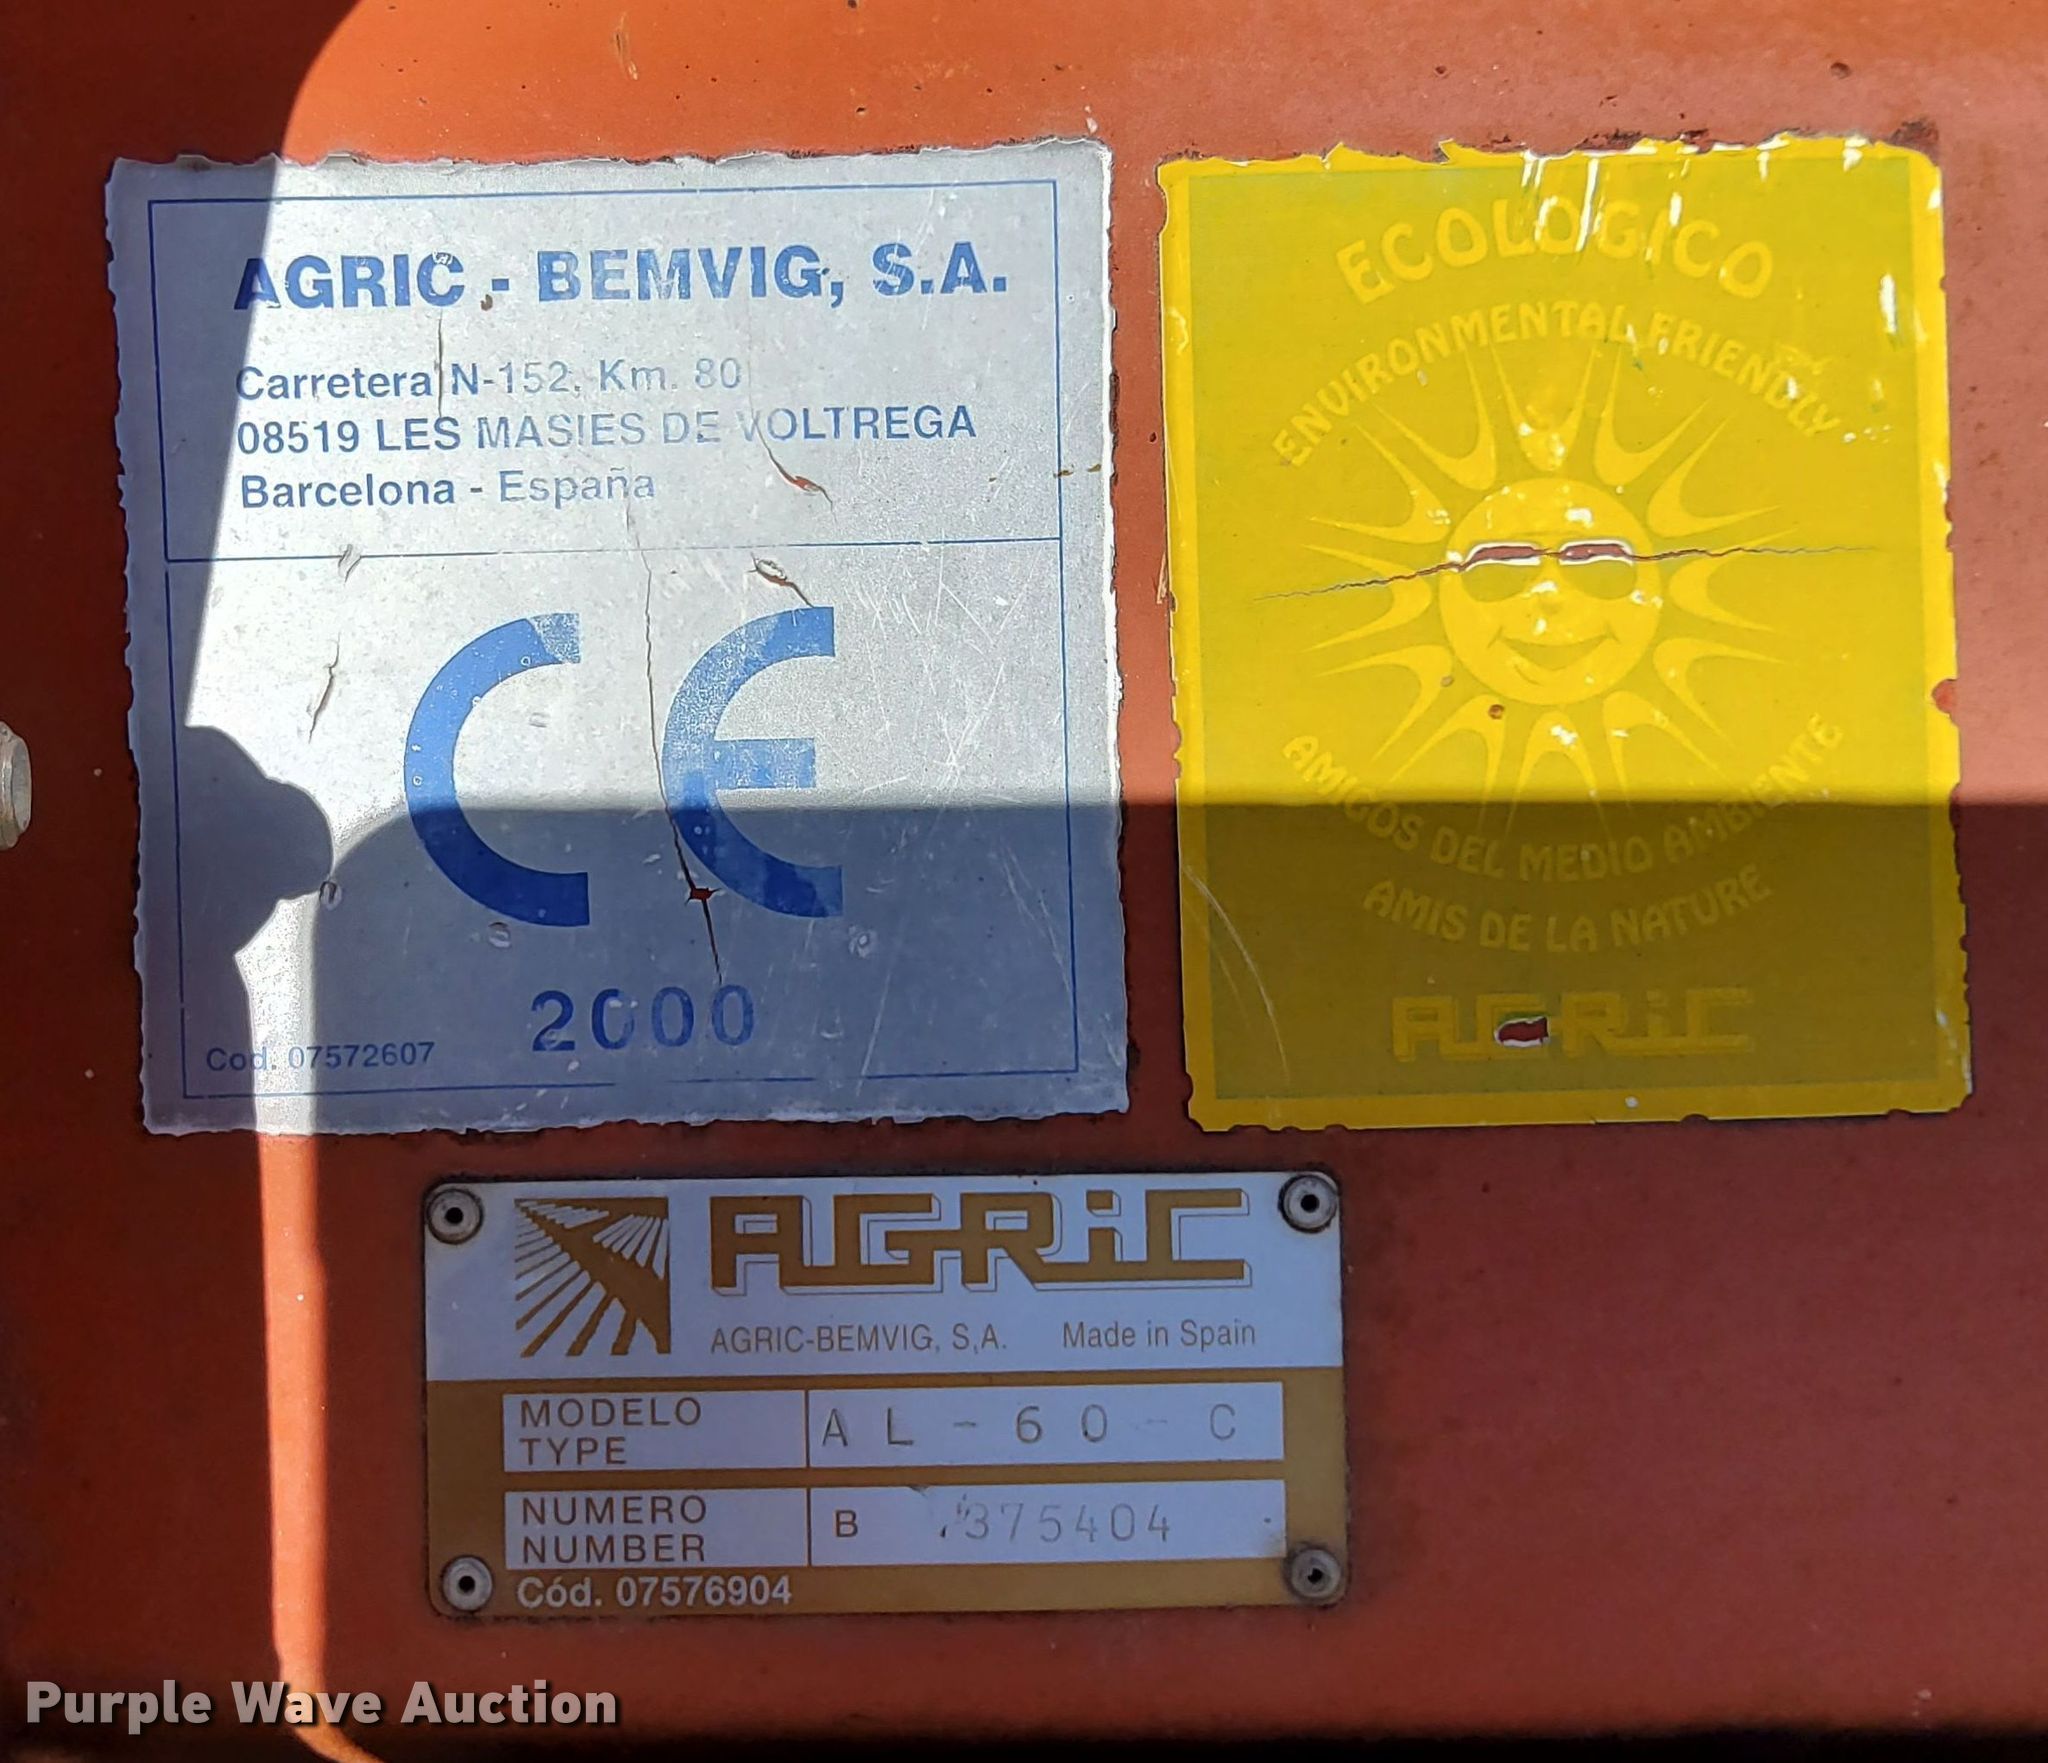 AGRIC - BEMVIG, S.A.
Carretera N-152, Km. 80
08519 LES MASIES DE VOLTREGA
Barcelona - España
CE
2000
Cod. 07572607
ECOLOGICO
ENVIRONMENTAL FRIENDLY
AMIGOS DEL MEDIO AMBIENTE
AMIS DE LA NATURE
AGRiC
AGRiC
AGRIC-BEMVIG, S.A. Made in Spain
MODELO
TYPE
AL-60-C
NUMERO
NUMBER
B 375404
Cód. 07576904
Purple Wave Auction